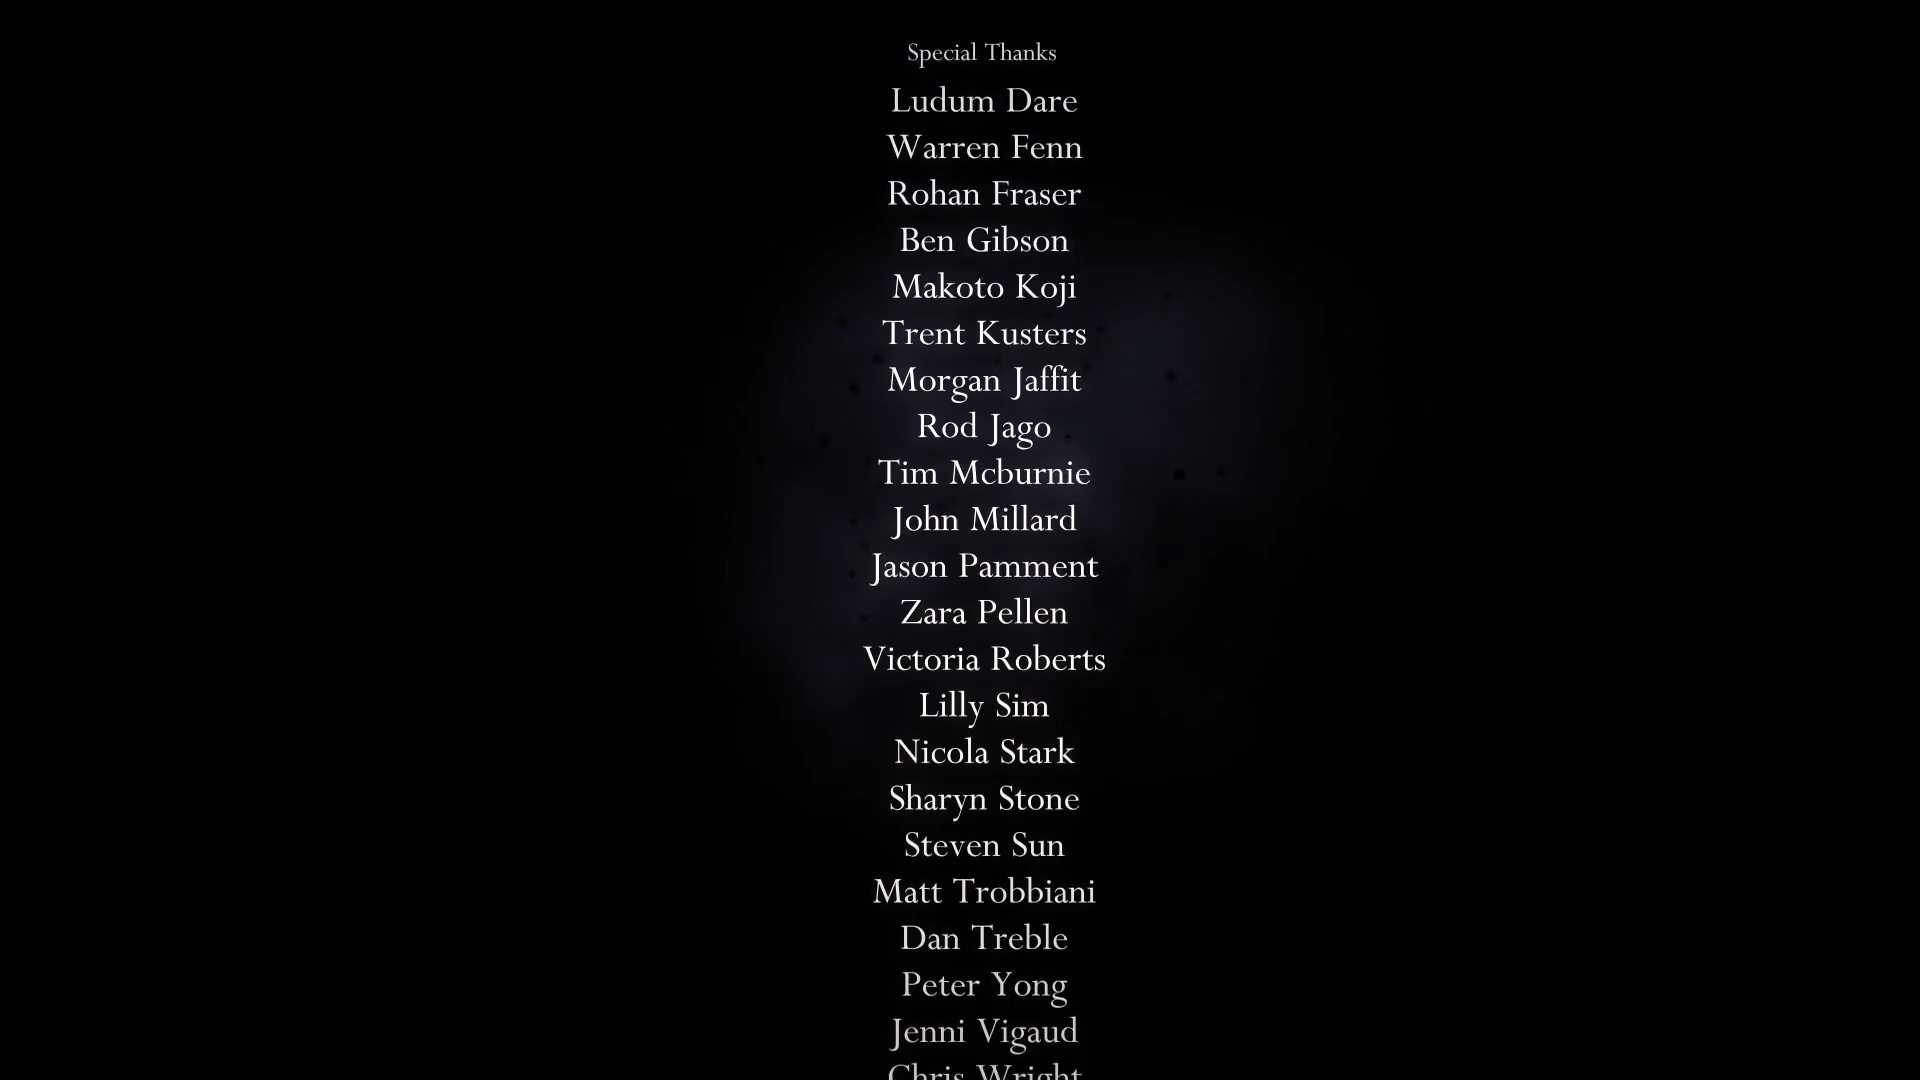 Special Thanks
Ludum Dare
Warren Fenn
Rohan Fraser
Ben Gibson
Makoto Koji
Trent Kusters
Morgan Jaffit
Rod Jago
Tim Mcburnie
John Millard
Jason Pamment
Zara Pellen
Victoria Roberts
Lilly Sim
Nicola Stark
Sharyn Stone
Steven Sun
Matt Trobbiani
Dan Treble
Peter Yong
Jenni Vigaud
Chris Wright